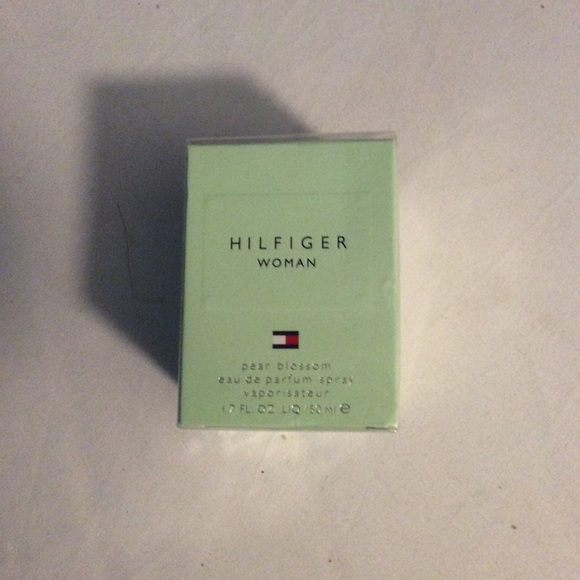 HILFIGER
WOMAN
pear blossom
eau de parfum spray
vaporisateur
1.7 FL. OZ. LIQ./50 ml e